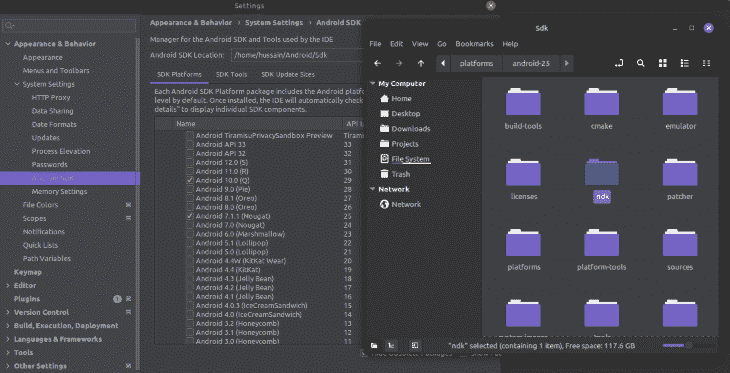 Settings
Appearance & Behavior
Appearance
Menus and Toolbars
System Settings
HTTP Proxy
Data Sharing
Date Formats
Updates
Process Elevation
Passwords
Memory Settings
File Colors
Scopes
Notifications
Quick Lists
Path Variables
Keymap
Editor
Plugins 1
Version Control
Build, Execution, Deployment
Languages & Frameworks
Tools
Other Settings
Appearance & Behavior › System Settings › Android SDK
Manager for the Android SDK and Tools used by the IDE
Android SDK Location: /home/hussain/Android/Sdk
SDK Platforms SDK Tools SDK Update Sites
Each Android SDK Platform package includes the Android platfor
level by default. Once installed, the IDE will automatically check
details" to display individual SDK components.
Name API
Android TiramisuPrivacySandbox Preview Tiram
Android API 33 33
Android API 32 32
Android 12.0 (S) 31
Android 11.0 (R) 30
Android 10.0 (Q) 29
Android 9.0 (Pie) 28
Android 8.1 (Oreo) 27
Android 8.0 (Oreo) 26
Android 7.1.1 (Nougat) 25
Android 7.0 (Nougat) 24
Android 6.0 (Marshmallow) 23
Android 5.1 (Lollipop) 22
Android 5.0 (Lollipop) 21
Android 4.4W (KitKat Wear) 20
Android 4.4 (KitKat) 19
Android 4.3 (Jelly Bean) 18
Android 4.2 (Jelly Bean) 17
Android 4.1 (Jelly Bean) 16
Android 4.0.3 (IceCreamSandwich) 15
Android 4.0 (IceCreamSandwich) 14
Android 3.2 (Honeycomb) 13
Android 3.1 (Honeycomb) 12
Android 3.0 (Honeycomb) 11
Sdk
File Edit View Go Bookmarks Help
platforms android-25
My Computer
Home
Desktop
Downloads
Projects
File System
Trash
Network
Network
build-tools cmake emulator
licenses ndk patcher
platforms platform-tools sources
"ndk" selected (containing 1 item), Free space: 117.6 GB